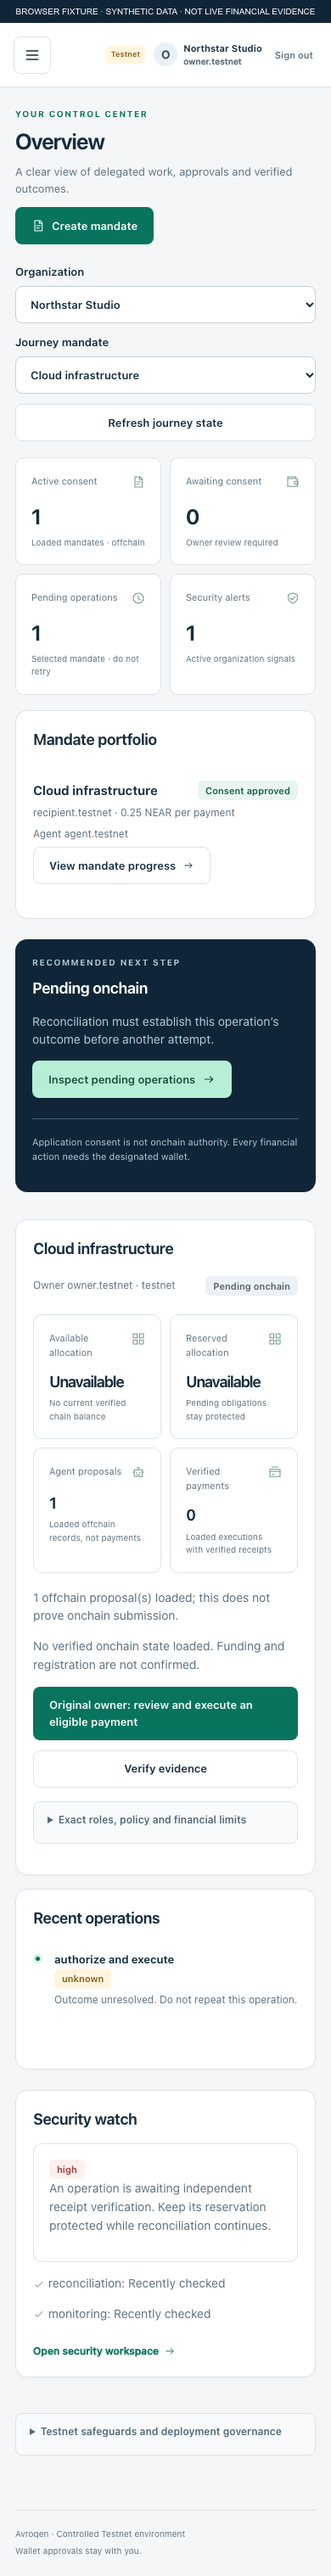 BROWSER FIXTURE · SYNTHETIC DATA · NOT LIVE FINANCIAL EVIDENCE
Testnet
O
Northstar Studio
owner.testnet
Sign out
YOUR CONTROL CENTER
Overview
A clear view of delegated work, approvals and verified
outcomes.
Create mandate
Organization
Northstar Studio
Journey mandate
Cloud infrastructure
Refresh journey state
Active consent
1
Loaded mandates · offchain
Awaiting consent
0
Owner review required
Pending operations
1
Selected mandate · do not
retry
Security alerts
1
Active organization signals
Mandate portfolio
Cloud infrastructure
Consent approved
recipient.testnet · 0.25 NEAR per payment
Agent agent.testnet
View mandate progress →
RECOMMENDED NEXT STEP
Pending onchain
Reconciliation must establish this operation's
outcome before another attempt.
Inspect pending operations →
Application consent is not onchain authority. Every financial
action needs the designated wallet.
Cloud infrastructure
Owner owner.testnet · testnet
Pending onchain
Available
allocation
Unavailable
No current verified
chain balance
Reserved
allocation
Unavailable
Pending obligations
stay protected
Agent proposals
1
Loaded offchain
records, not payments
Verified
payments
0
Loaded executions
with verified receipts
1 offchain proposal(s) loaded; this does not
prove onchain submission.
No verified onchain state loaded. Funding and
registration are not confirmed.
Original owner: review and execute an
eligible payment
Verify evidence
Exact roles, policy and financial limits
Recent operations
authorize and execute
unknown
Outcome unresolved. Do not repeat this operation.
Security watch
high
An operation is awaiting independent
receipt verification. Keep its reservation
protected while reconciliation continues.
reconciliation: Recently checked
monitoring: Recently checked
Open security workspace →
Testnet safeguards and deployment governance
Avroqen · Controlled Testnet environment
Wallet approvals stay with you.